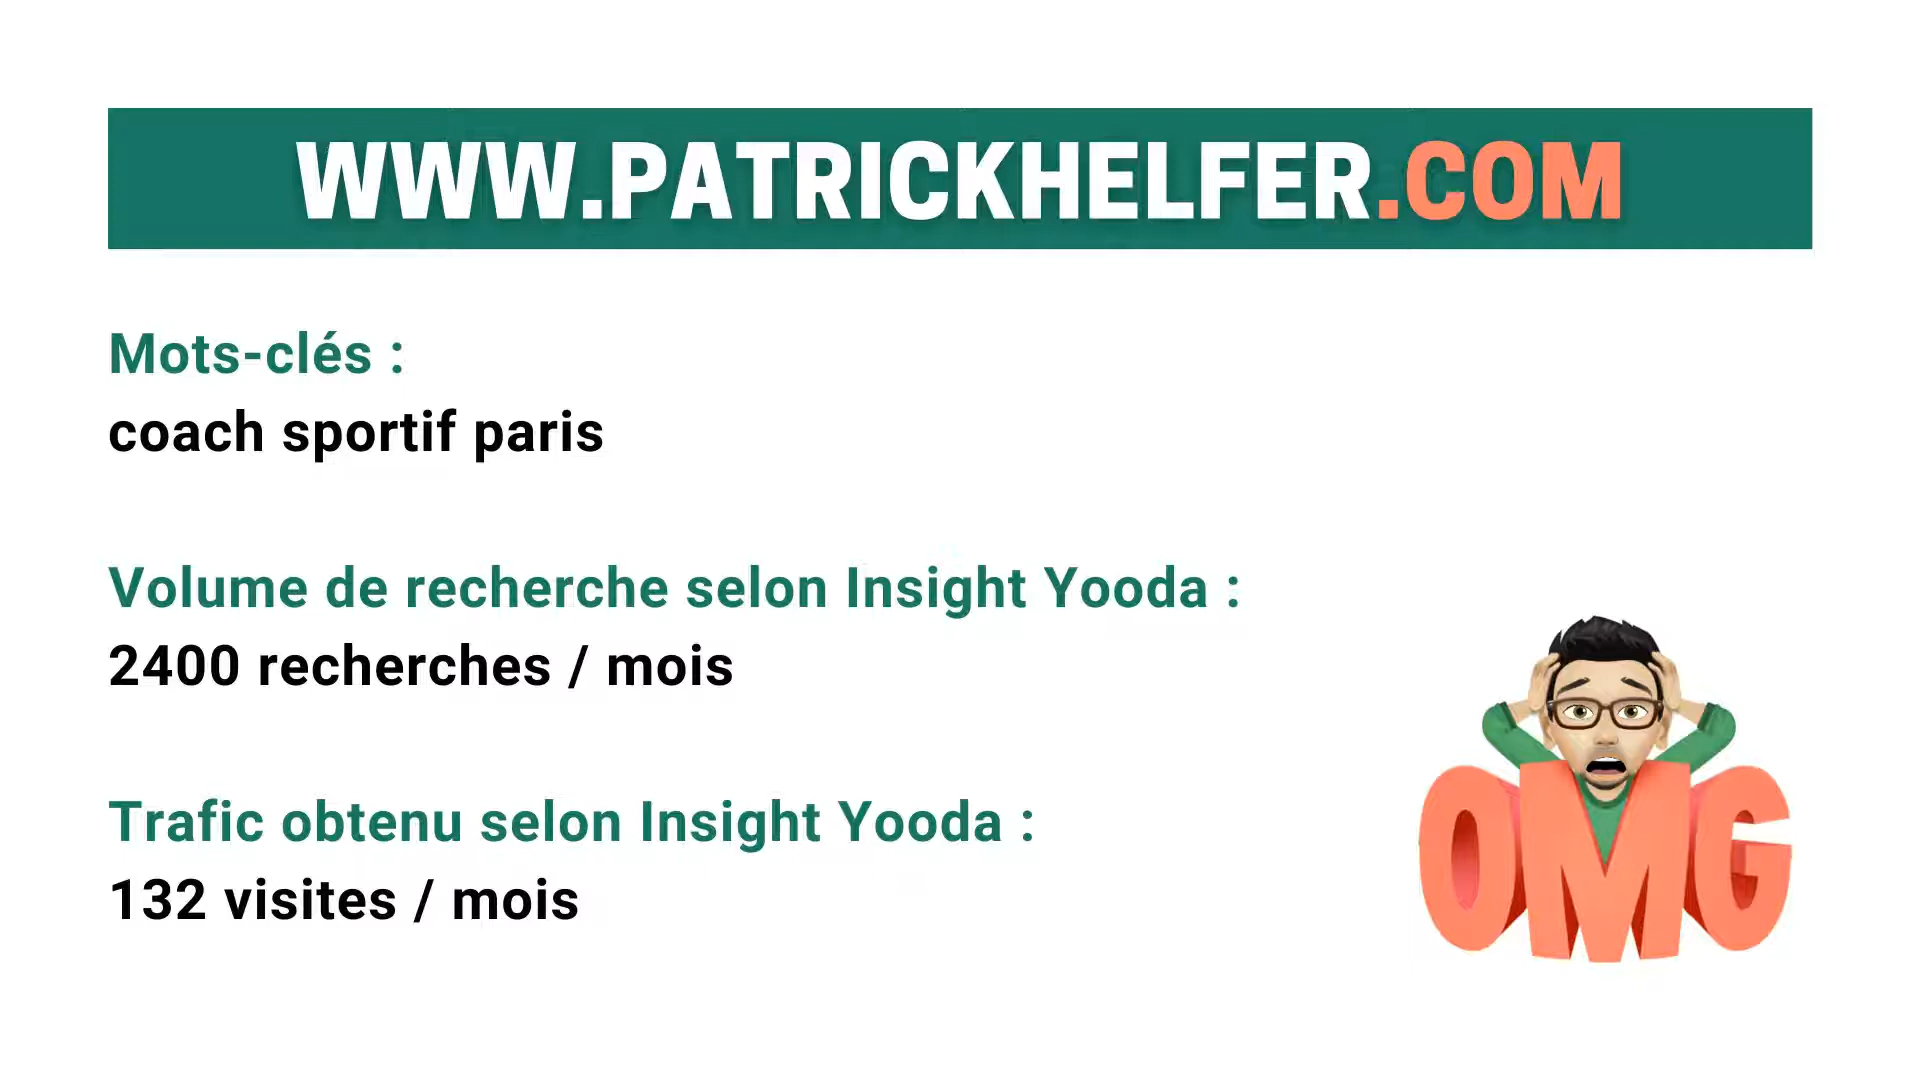 WWW.PATRICKHELFER.COM
Mots-clés :
coach sportif paris
Volume de recherche selon Insight Yooda :
2400 recherches / mois
Trafic obtenu selon Insight Yooda :
132 visites / mois
OMG